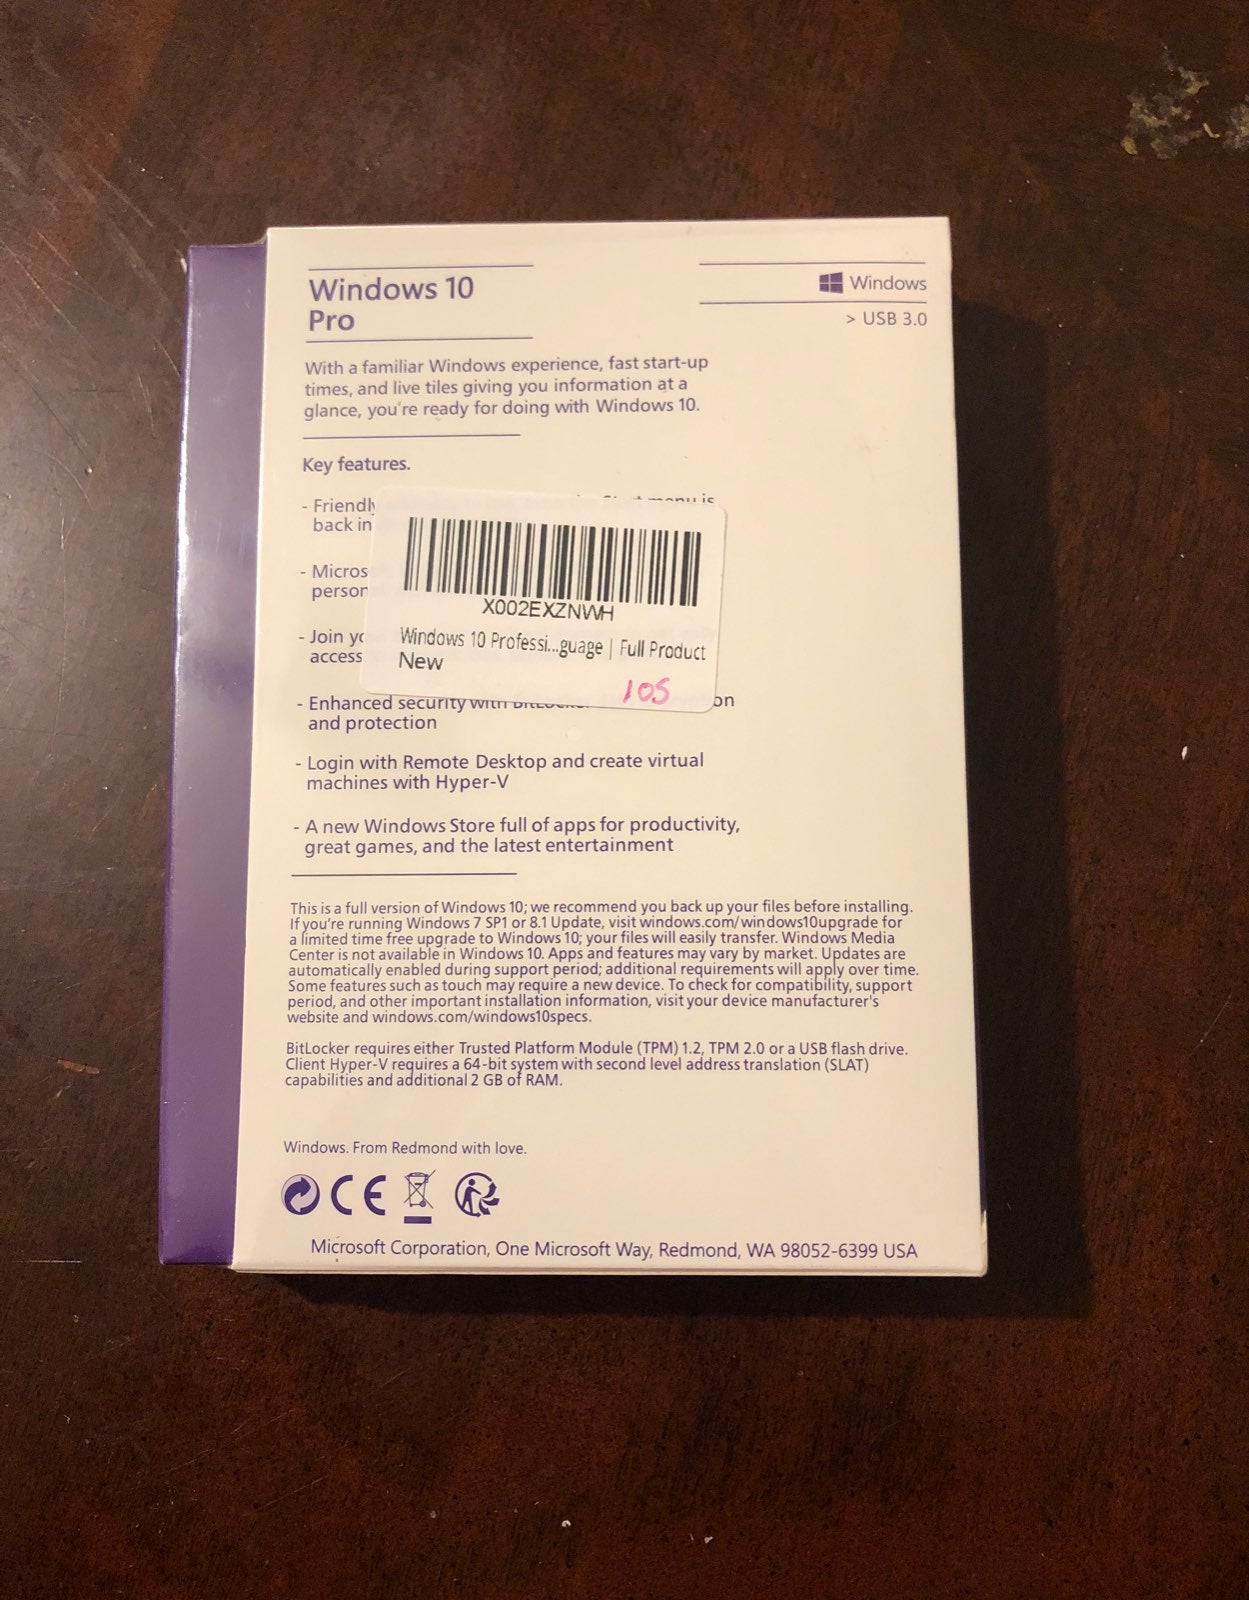 Windows 10
Pro
Windows
> USB 3.0
With a familiar Windows experience, fast start-up
times, and live tiles giving you information at a
glance, you're ready for doing with Windows 10.
Key features.
- Friendly
back in
- Micros
person
- Join yo
access
X002EXZNWH
Windows 10 Professi...guage | Full Product
New
105
- Enhanced security with on
and protection
- Login with Remote Desktop and create virtual
machines with Hyper-V
- A new Windows Store full of apps for productivity,
great games, and the latest entertainment
This is a full version of Windows 10; we recommend you back up your files before installing.
If you're running Windows 7 SP1 or 8.1 Update, visit windows.com/windows10upgrade for
a limited time free upgrade to Windows 10; your files will easily transfer. Windows Media
Center is not available in Windows 10. Apps and features may vary by market. Updates are
automatically enabled during support period; additional requirements will apply over time.
Some features such as touch may require a new device. To check for compatibility, support
period, and other important installation information, visit your device manufacturer's
website and windows.com/windows10specs.
BitLocker requires either Trusted Platform Module (TPM) 1.2, TPM 2.0 or a USB flash drive.
Client Hyper-V requires a 64-bit system with second level address translation (SLAT)
capabilities and additional 2 GB of RAM.
Windows. From Redmond with love.
CE
Microsoft Corporation, One Microsoft Way, Redmond, WA 98052-6399 USA